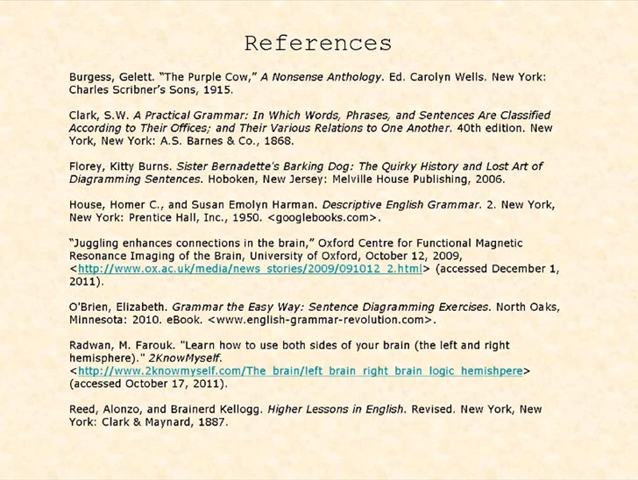 References
Burgess, Gelett. “The Purple Cow,” A Nonsense Anthology. Ed. Carolyn Wells. New York:
Charles Scribner’s Sons, 1915.
Clark, S.W. A Practical Grammar: In Which Words, Phrases, and Sentences Are Classified
According to Their Offices; and Their Various Relations to One Another. 40th edition. New
York, New York: A.S. Barnes & Co., 1868.
Florey, Kitty Burns. Sister Bernadette’s Barking Dog: The Quirky History and Lost Art of
Diagramming Sentences. Hoboken, New Jersey: Melville House Publishing, 2006.
House, Homer C., and Susan Emolyn Harman. Descriptive English Grammar. 2. New York,
New York: Prentice Hall, Inc., 1950. <googlebooks.com>.
“Juggling enhances connections in the brain,” Oxford Centre for Functional Magnetic
Resonance Imaging of the Brain, University of Oxford, October 12, 2009,
<http://www.ox.ac.uk/media/news_stories/2009/091012_2.html> (accessed December 1,
2011).
O'Brien, Elizabeth. Grammar the Easy Way: Sentence Diagramming Exercises. North Oaks,
Minnesota: 2010. eBook. <www.english-grammar-revolution.com>.
Radwan, M. Farouk. "Learn how to use both sides of your brain (the left and right
hemisphere)." 2KnowMyself.
<http://www.2knowmyself.com/The_brain/left_brain_right_brain_logic_hemishpere>
(accessed October 17, 2011).
Reed, Alonzo, and Brainerd Kellogg. Higher Lessons in English. Revised. New York, New
York: Clark & Maynard, 1887.